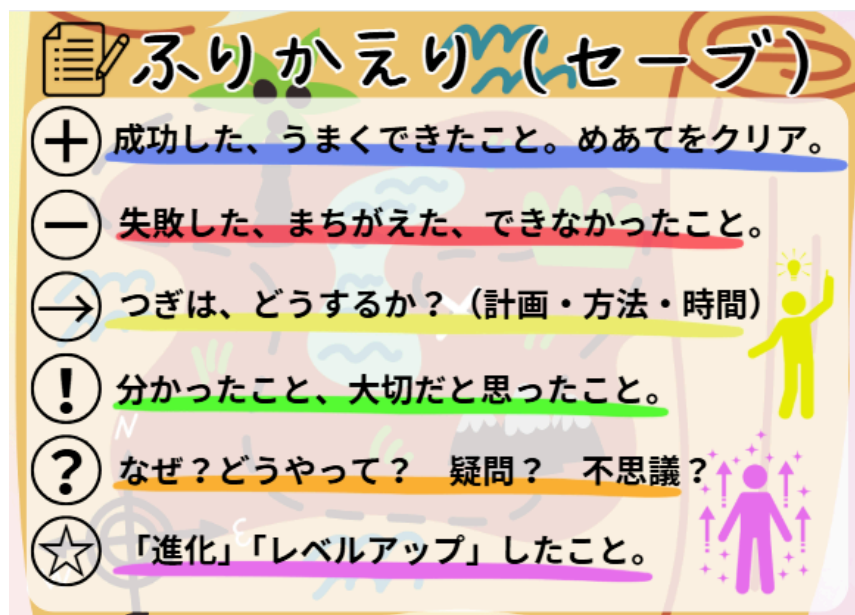 ふりかえり（セーブ）
＋ 成功した、うまくできたこと。めあてをクリア。
− 失敗した、まちがえた、できなかったこと。
→ つぎは、どうするか？（計画・方法・時間）
！ 分かったこと、大切だと思ったこと。
？ なぜ？どうやって？　疑問？　不思議？
☆ 「進化」「レベルアップ」したこと。
N
E